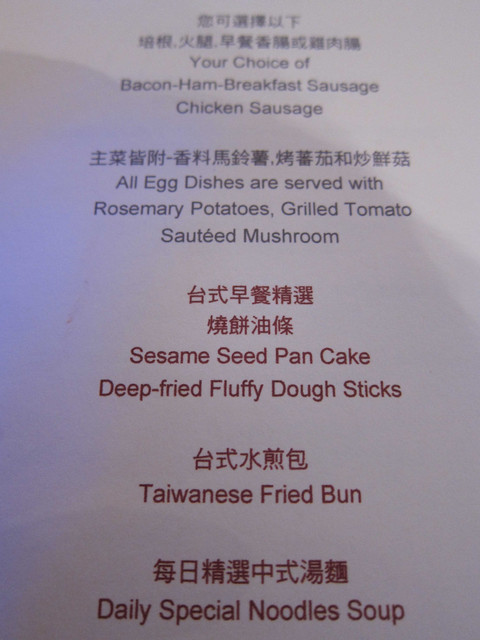 您可選擇以下
培根,火腿,早餐香腸或雞肉腸
Your Choice of
Bacon-Ham-Breakfast Sausage
Chicken Sausage
主菜皆附-香料馬鈴薯,烤蕃茄和炒鮮菇
All Egg Dishes are served with
Rosemary Potatoes, Grilled Tomato
Sautéed Mushroom
台式早餐精選
燒餅油條
Sesame Seed Pan Cake
Deep-fried Fluffy Dough Sticks
台式水煎包
Taiwanese Fried Bun
每日精選中式湯麵
Daily Special Noodles Soup